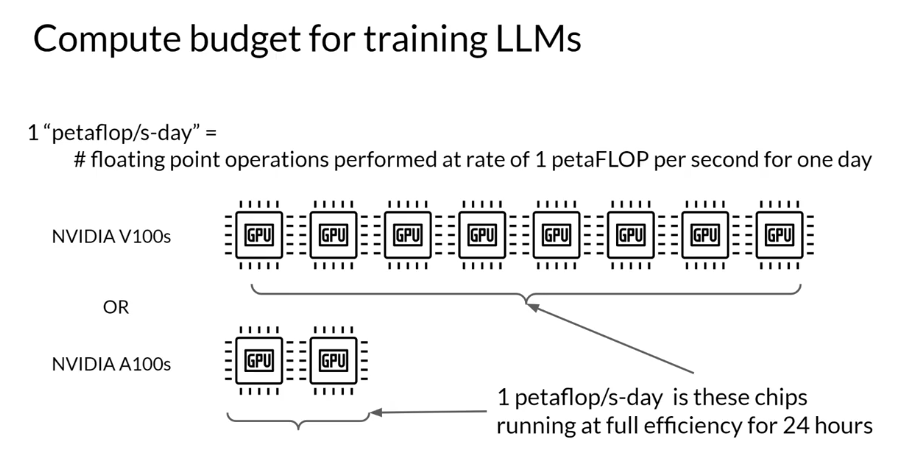 Compute budget for training LLMs
1 “petaflop/s-day” =
# floating point operations performed at rate of 1 petaFLOP per second for one day
NVIDIA V100s
GPU GPU GPU GPU GPU GPU GPU GPU
OR
NVIDIA A100s
GPU GPU
1 petaflop/s-day is these chips
running at full efficiency for 24 hours